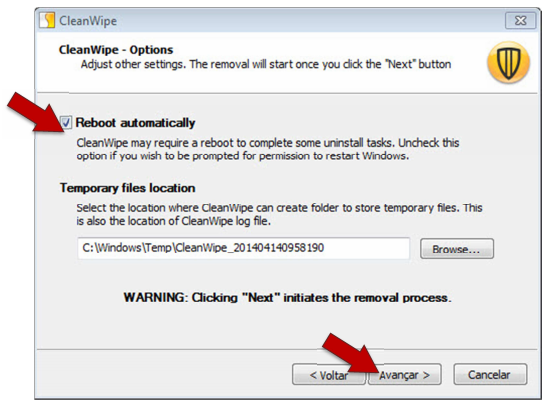 CleanWipe
CleanWipe - Options
Adjust other settings. The removal will start once you click the "Next" button
Reboot automatically
CleanWipe may require a reboot to complete some uninstall tasks. Uncheck this
option if you wish to be prompted for permission to restart Windows.
Temporary files location
Select the location where CleanWipe can create folder to store temporary files. This
is also the location of CleanWipe log file.
C:\Windows\Temp\CleanWipe_201404140958190
Browse...
WARNING: Clicking "Next" initiates the removal process.
< Voltar
Avançar >
Cancelar